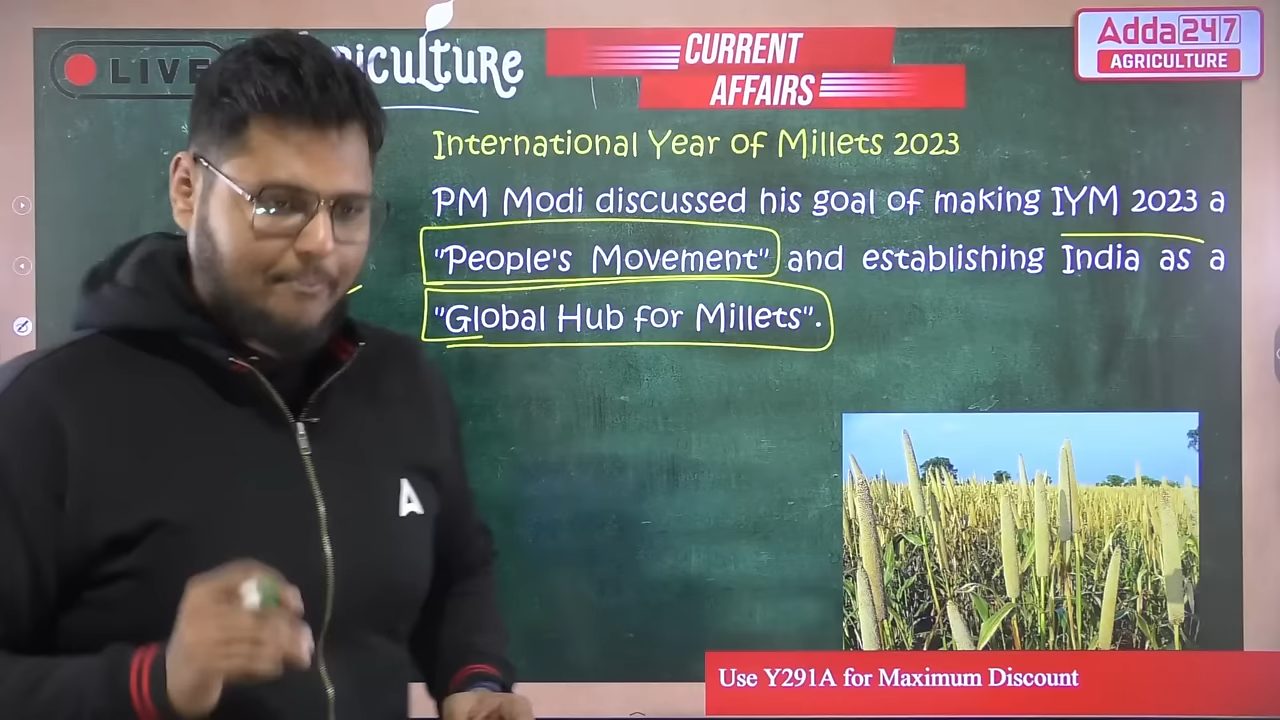 LIVE
riculture
CURRENT
AFFAIRS
Adda247
AGRICULTURE
International Year of Millets 2023
PM Modi discussed his goal of making IYM 2023 a
"People's Movement" and establishing India as a
"Global Hub for Millets".
A
Use Y291A for Maximum Discount